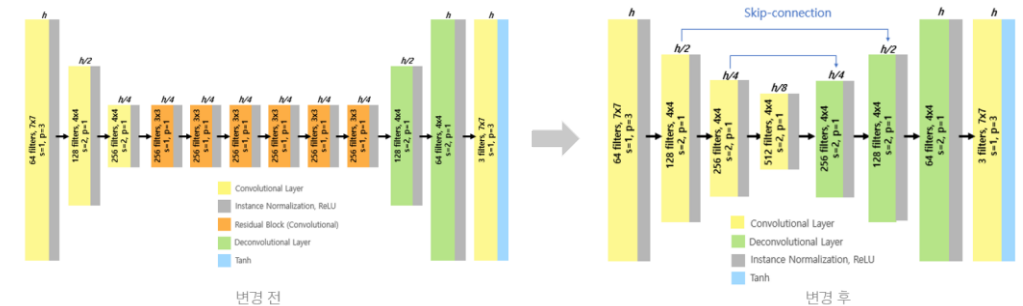 h
64 filters, 7x7
s=1, p=3
h/2
128 filters, 4x4
s=2, p=1
h/4
256 filters, 4x4
s=2, p=1
h/4
256 filters, 3x3
s=1, p=1
h/4
256 filters, 3x3
s=1, p=1
h/4
256 filters, 3x3
s=1, p=1
h/4
256 filters, 3x3
s=1, p=1
h/4
256 filters, 3x3
s=1, p=1
h/4
256 filters, 3x3
s=1, p=1
h/2
128 filters, 4x4
s=2, p=1
h
64 filters, 4x4
s=2, p=1
h
3 filters, 7x7
s=1, p=3
Convolutional Layer
Instance Normalization, ReLU
Residual Block (Convolutional)
Deconvolutional Layer
Tanh
변경 전
Skip-connection
h
64 filters, 7x7
s=1, p=3
h/2
128 filters, 4x4
s=2, p=1
h/4
256 filters, 4x4
s=2, p=1
h/8
512 filters, 4x4
s=2, p=1
h/4
256 filters, 4x4
s=2, p=1
h/2
128 filters, 4x4
s=2, p=1
h
64 filters, 4x4
s=2, p=1
h
3 filters, 7x7
s=1, p=3
Convolutional Layer
Deconvolutional Layer
Instance Normalization, ReLU
Tanh
변경 후